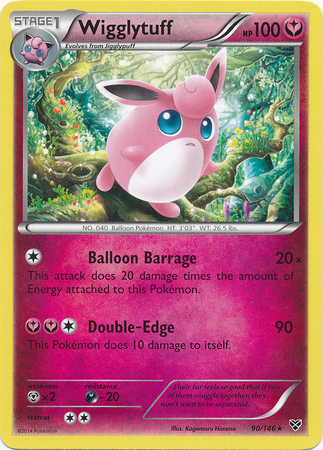 STAGE1
Wigglytuff
HP100
Evolves from Jigglypuff
NO. 040 Balloon Pokémon HT: 3'03" WT: 26.5 lbs.
Balloon Barrage 20×
This attack does 20 damage times the amount of
Energy attached to this Pokémon.
Double-Edge 90
This Pokémon does 10 damage to itself.
weakness resistance
×2 -20
retreat
Their fur feels so good that if two
of them snuggle together, they
won't want to be separated.
Illus. Kagemaru Himeno 90/146★
©2014 Pokémon
XY